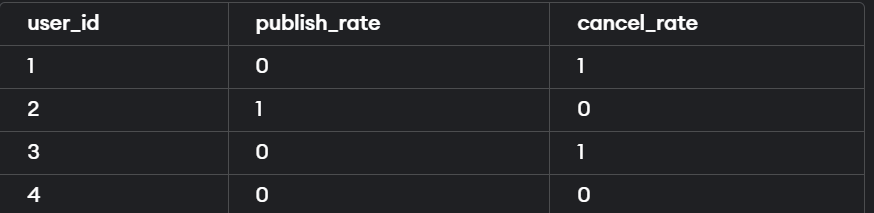 user_id publish_rate cancel_rate
1 0 1
2 1 0
3 0 1
4 0 0